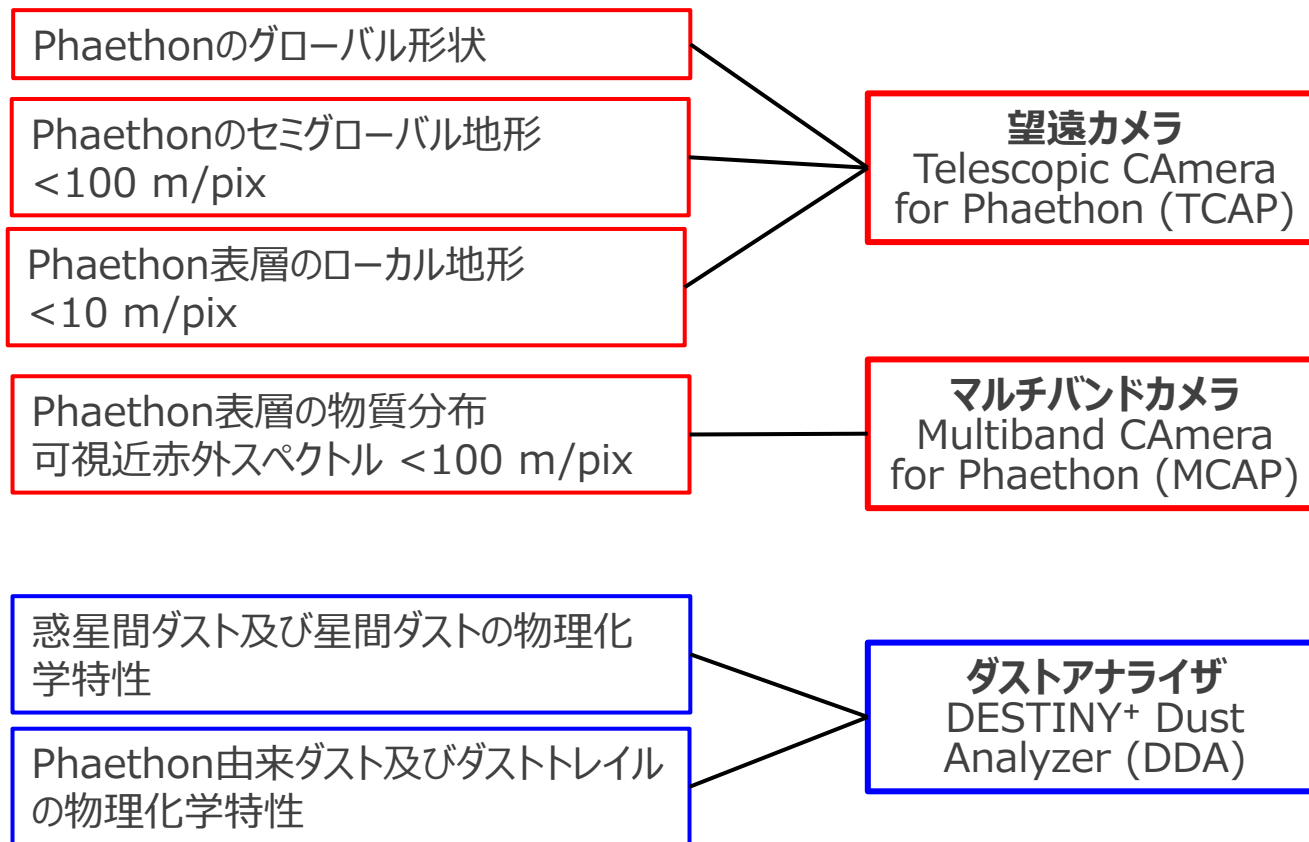 Phaethonのグローバル形状
Phaethonのセミグローバル地形
<100 m/pix
Phaethon表層のローカル地形
<10 m/pix
望遠カメラ
Telescopic CAmera
for Phaethon (TCAP)
Phaethon表層の物質分布
可視近赤外スペクトル <100 m/pix
マルチバンドカメラ
Multiband CAmera
for Phaethon (MCAP)
惑星間ダスト及び星間ダストの物理化
学特性
Phaethon由来ダスト及びダストトレイル
の物理化学特性
ダストアナライザ
DESTINY⁺ Dust
Analyzer (DDA)